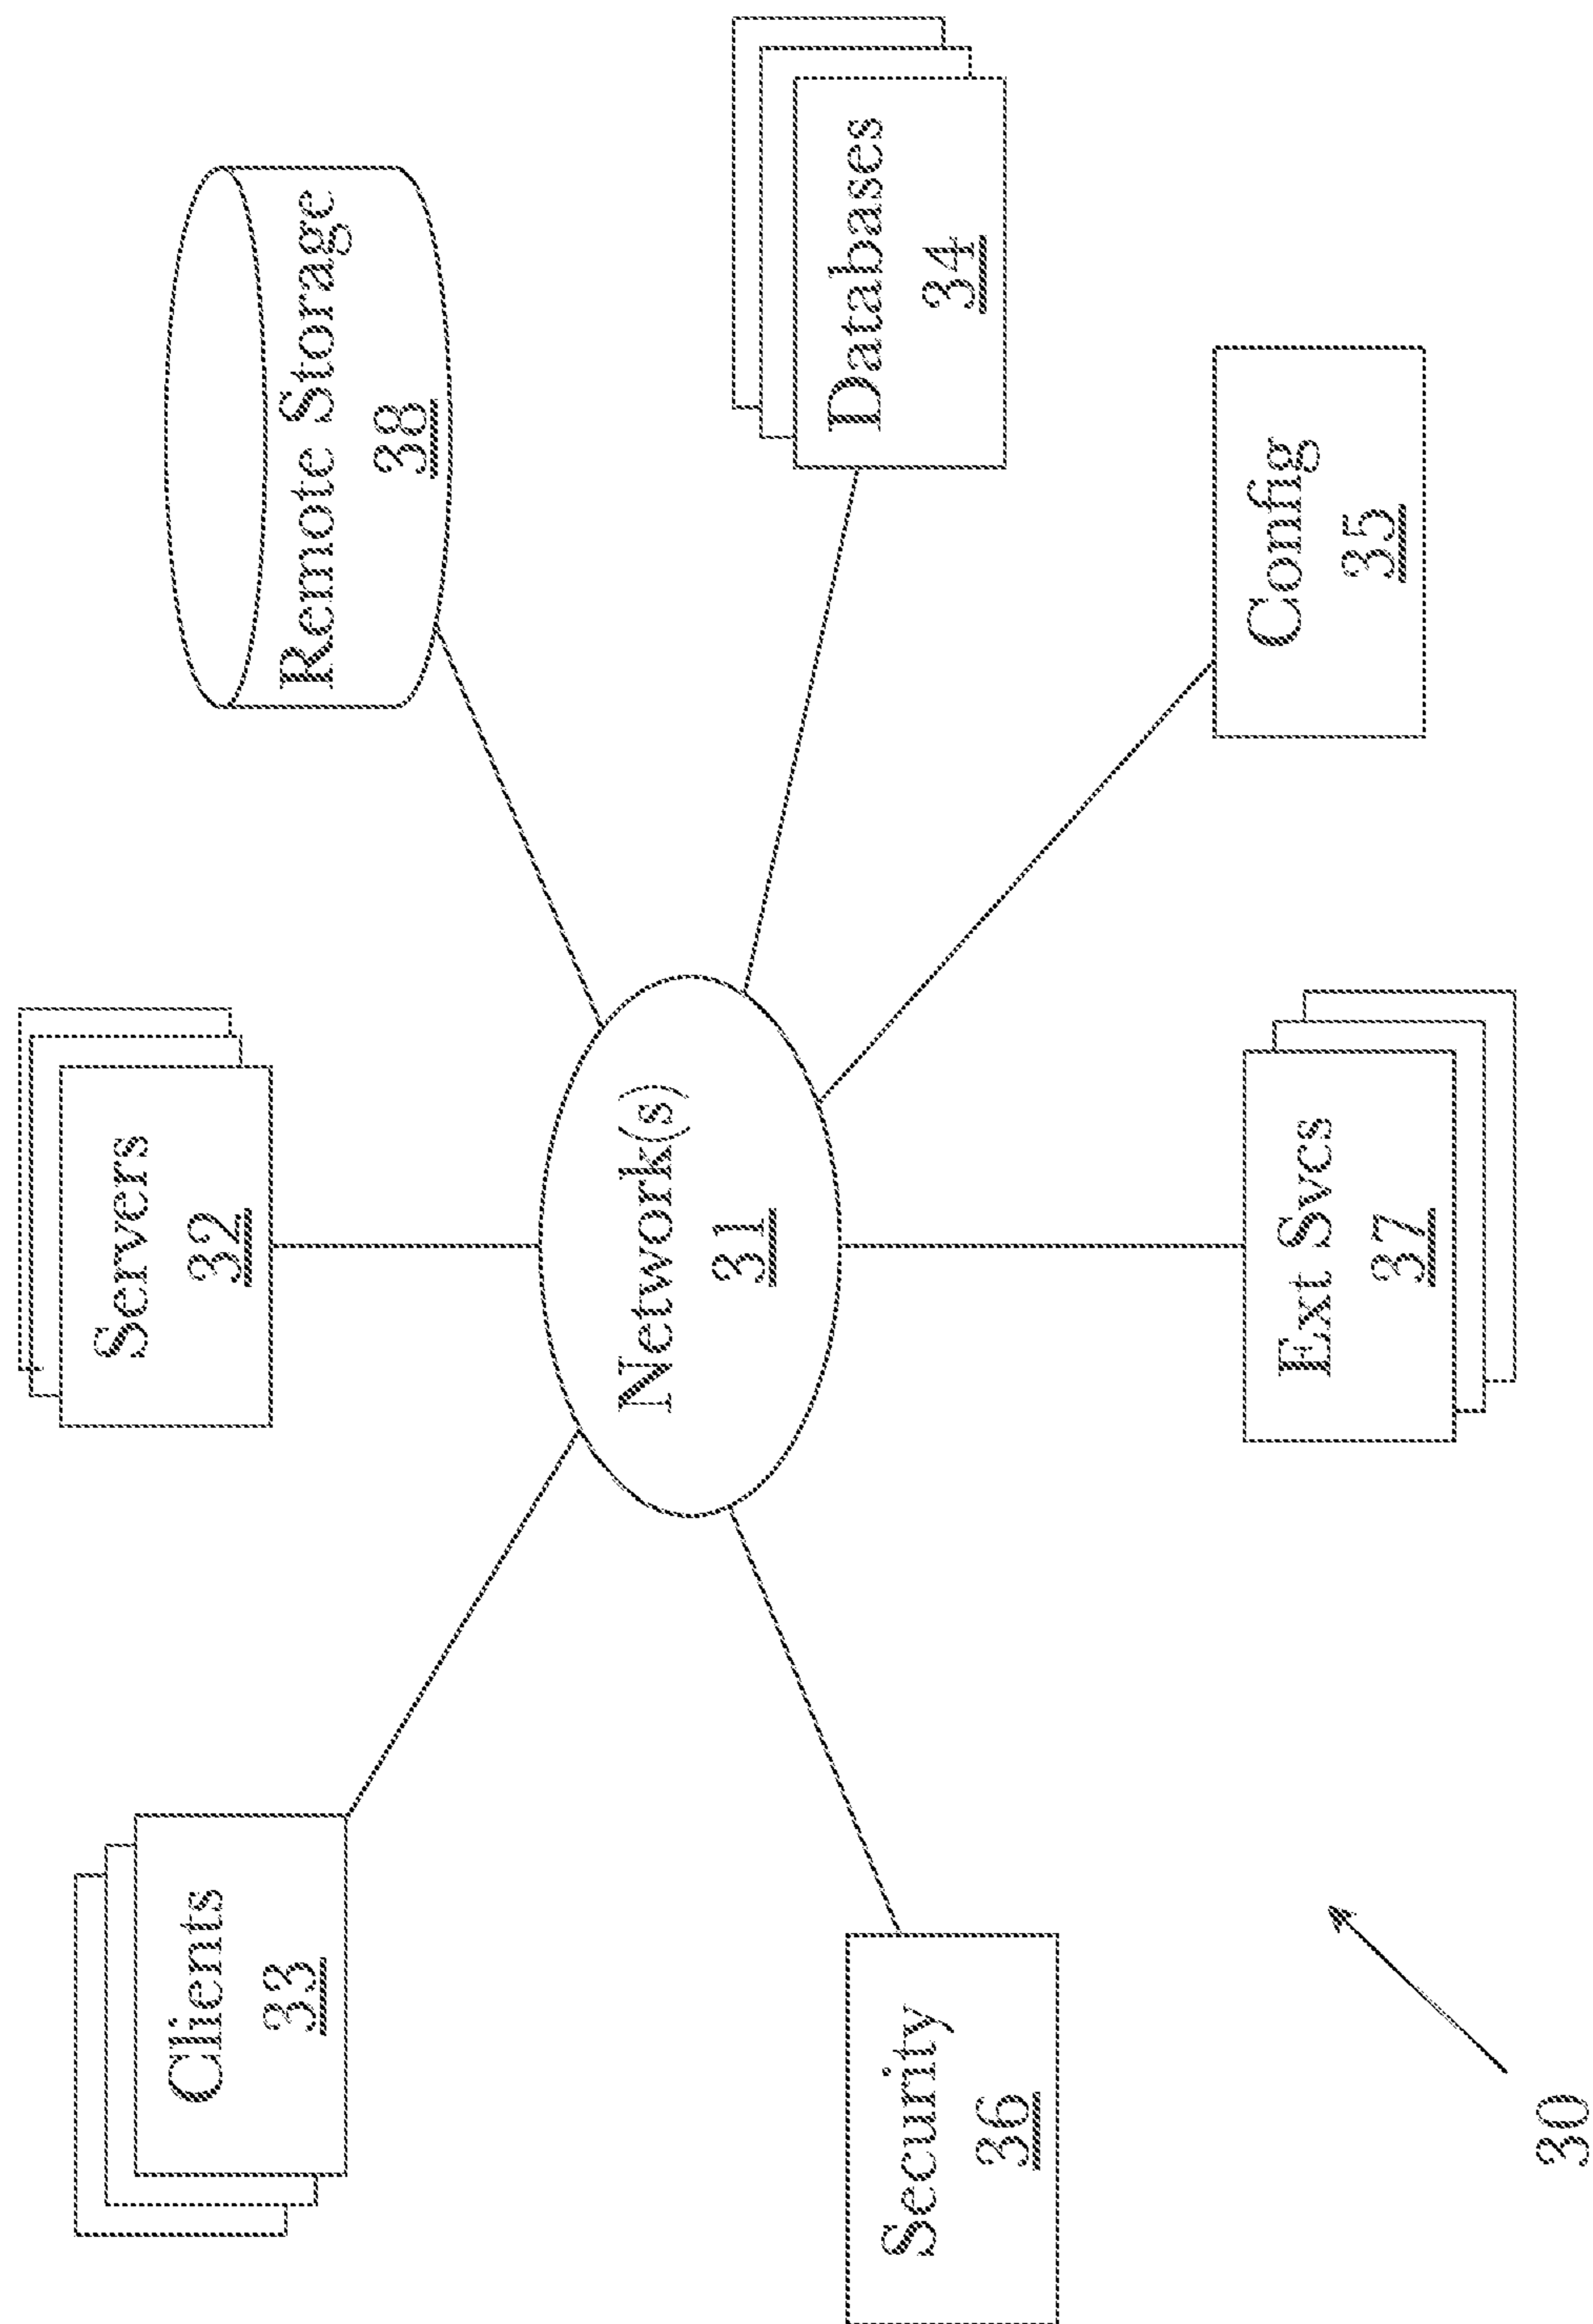 Clients
33
Servers
32
Remote Storage
38
Network(s)
31
Security
36
Databases
34
Ext Svcs
37
Config
35
30